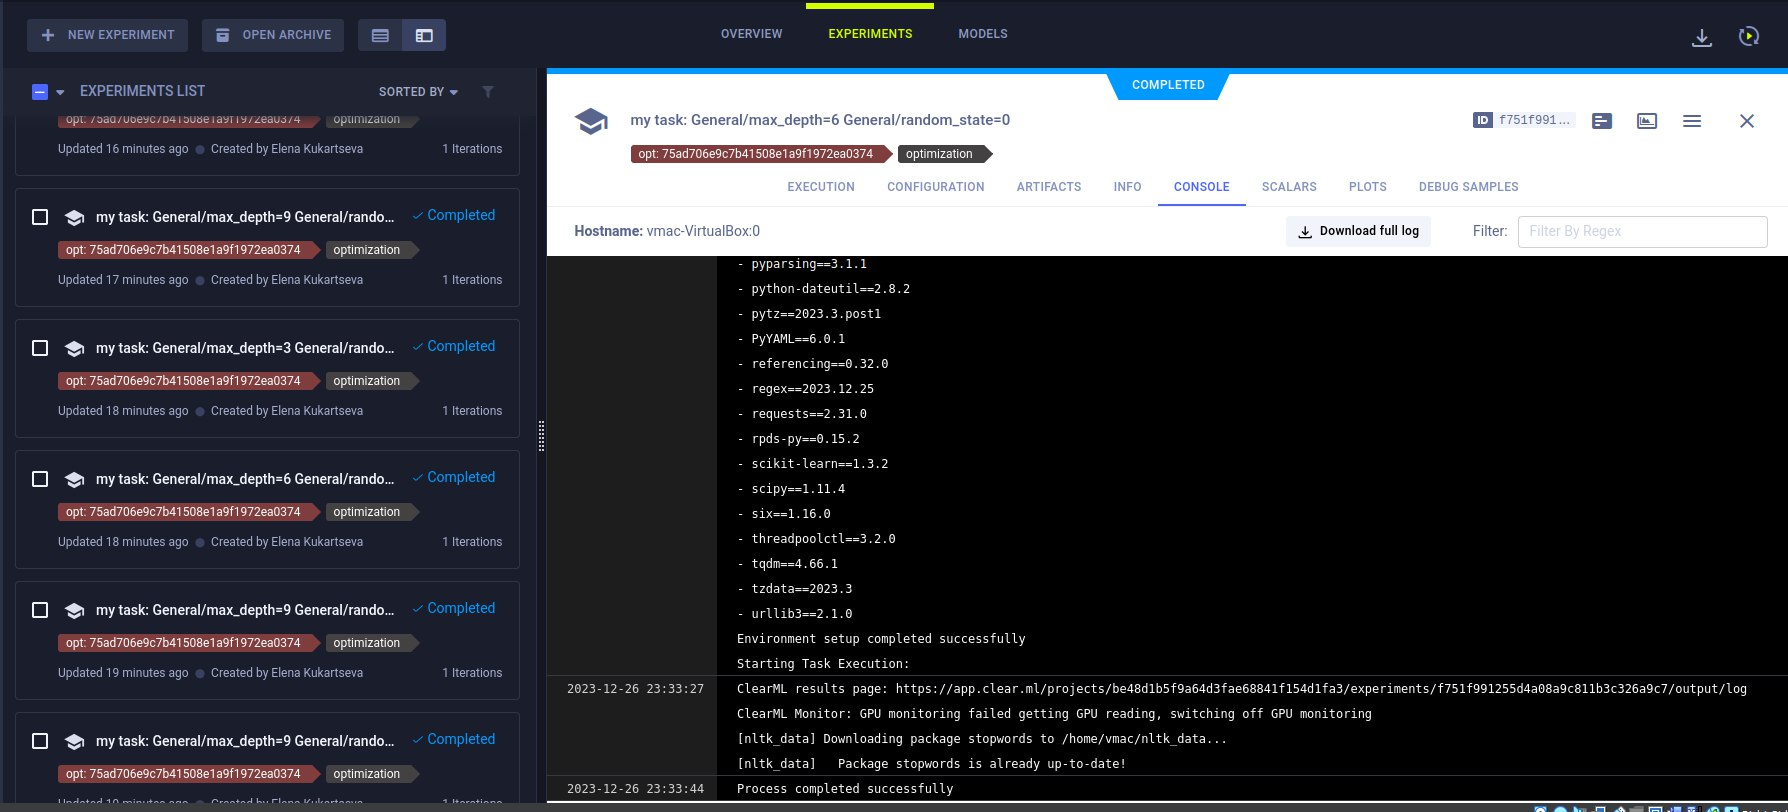 NEW EXPERIMENT
OPEN ARCHIVE
OVERVIEW
EXPERIMENTS
MODELS
EXPERIMENTS LIST
SORTED BY
opt: 75ad706e9c7b41508e1a9f1972ea0374 optimization
Updated 16 minutes ago Created by Elena Kukartseva 1 Iterations
my task: General/max_depth=9 General/rando... Completed
opt: 75ad706e9c7b41508e1a9f1972ea0374 optimization
Updated 17 minutes ago Created by Elena Kukartseva 1 Iterations
my task: General/max_depth=3 General/rando... Completed
opt: 75ad706e9c7b41508e1a9f1972ea0374 optimization
Updated 18 minutes ago Created by Elena Kukartseva 1 Iterations
my task: General/max_depth=6 General/rando... Completed
opt: 75ad706e9c7b41508e1a9f1972ea0374 optimization
Updated 18 minutes ago Created by Elena Kukartseva 1 Iterations
my task: General/max_depth=9 General/rando... Completed
opt: 75ad706e9c7b41508e1a9f1972ea0374 optimization
Updated 19 minutes ago Created by Elena Kukartseva 1 Iterations
my task: General/max_depth=9 General/rando... Completed
opt: 75ad706e9c7b41508e1a9f1972ea0374 optimization
Updated 19 minutes ago Created by Elena Kukartseva 1 Iterations
COMPLETED
my task: General/max_depth=6 General/random_state=0
ID f751f991...
opt: 75ad706e9c7b41508e1a9f1972ea0374 optimization
EXECUTION CONFIGURATION ARTIFACTS INFO CONSOLE SCALARS PLOTS DEBUG SAMPLES
Hostname: vmac-VirtualBox:0
Download full log
Filter: Filter By Regex
- pyparsing==3.1.1
- python-dateutil==2.8.2
- pytz==2023.3.post1
- PyYAML==6.0.1
- referencing==0.32.0
- regex==2023.12.25
- requests==2.31.0
- rpds-py==0.15.2
- scikit-learn==1.3.2
- scipy==1.11.4
- six==1.16.0
- threadpoolctl==3.2.0
- tqdm==4.66.1
- tzdata==2023.3
- urllib3==2.1.0
Environment setup completed successfully
Starting Task Execution:
2023-12-26 23:33:27 ClearML results page: https://app.clear.ml/projects/be48d1b5f9a64d3fae68841f154d1fa3/experiments/f751f991255d4a08a9c811b3c326a9c7/output/log
ClearML Monitor: GPU monitoring failed getting GPU reading, switching off GPU monitoring
[nltk_data] Downloading package stopwords to /home/vmac/nltk_data...
[nltk_data]   Package stopwords is already up-to-date!
2023-12-26 23:33:44 Process completed successfully